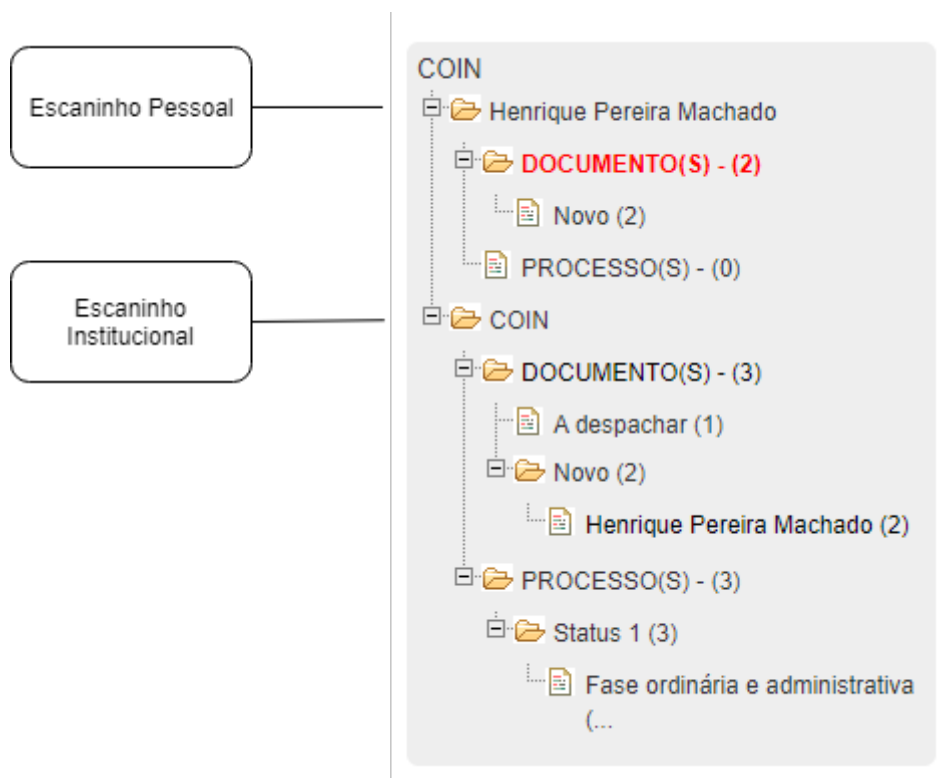 Escaninho Pessoal
Escaninho
Institucional
COIN
Henrique Pereira Machado
DOCUMENTO(S) - (2)
Novo (2)
PROCESSO(S) - (0)
COIN
DOCUMENTO(S) - (3)
A despachar (1)
Novo (2)
Henrique Pereira Machado (2)
PROCESSO(S) - (3)
Status 1 (3)
Fase ordinária e administrativa
(...